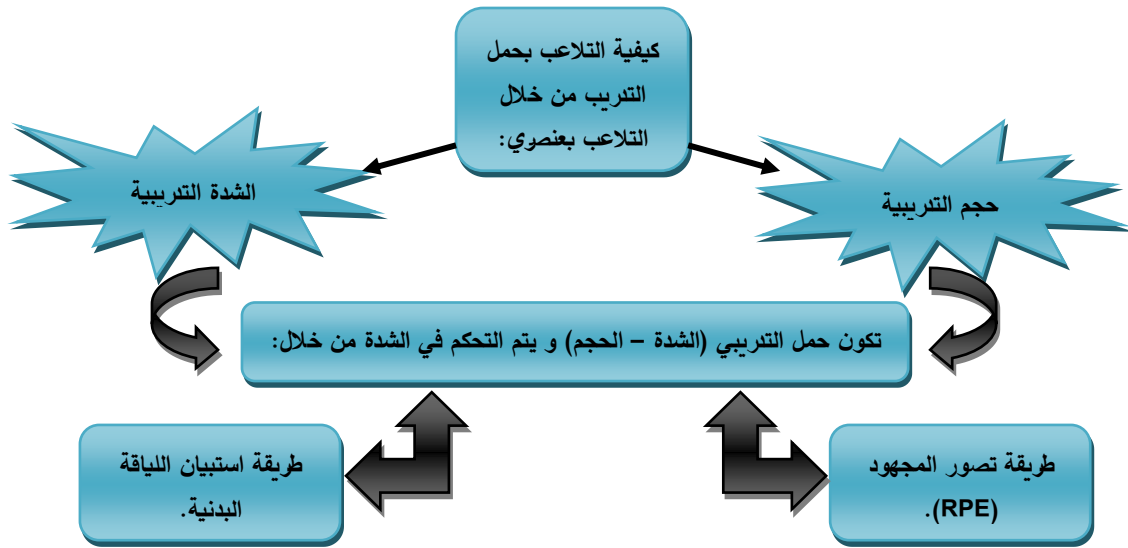 كيفية التلاعب بحمل
التدريب من خلال
التلاعب بعنصري:
حجم التدريبية
الشدة التدريبية
تكون حمل التدريبي (الشدة – الحجم) و يتم التحكم في الشدة من خلال:
طريقة تصور المجهود
(RPE).
طريقة استبيان اللياقة
البدنية.